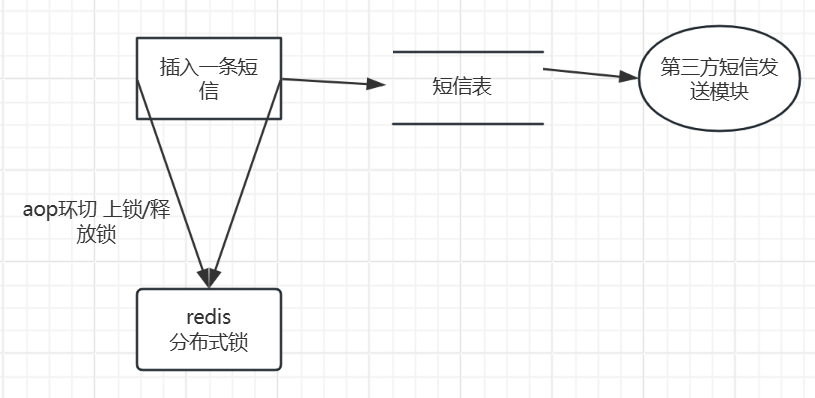 插入一条短
信
短信表
第三方短信发
送模块
aop环切 上锁/释
放锁
redis
分布式锁